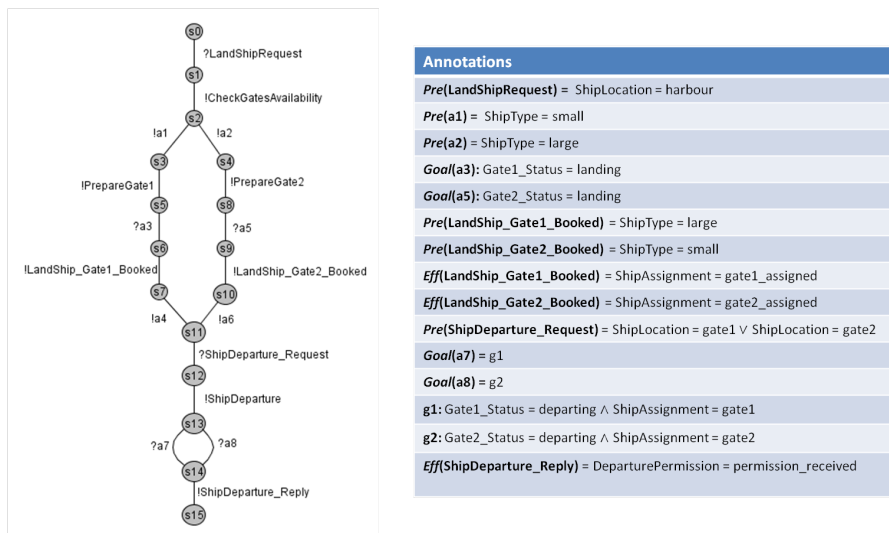 s0
?LandShipRequest
s1
!CheckGatesAvailability
s2
!a1 !a2
s3 s4
!PrepareGate1 !PrepareGate2
s5 s8
?a3 ?a5
s6 s9
!LandShip_Gate1_Booked !LandShip_Gate2_Booked
s7 s10
!a4 !a6
s11
?ShipDeparture_Request
s12
!ShipDeparture
s13
?a7 ?a8
s14
!ShipDeparture_Reply
s15
Annotations
Pre(LandShipRequest) = ShipLocation = harbour
Pre(a1) = ShipType = small
Pre(a2) = ShipType = large
Goal(a3): Gate1_Status = landing
Goal(a5): Gate2_Status = landing
Pre(LandShip_Gate1_Booked) = ShipType = large
Pre(LandShip_Gate2_Booked) = ShipType = small
Eff(LandShip_Gate1_Booked) = ShipAssignment = gate1_assigned
Eff(LandShip_Gate2_Booked) = ShipAssignment = gate2_assigned
Pre(ShipDeparture_Request) = ShipLocation = gate1 ∨ ShipLocation = gate2
Goal(a7) = g1
Goal(a8) = g2
g1: Gate1_Status = departing ∧ ShipAssignment = gate1
g2: Gate2_Status = departing ∧ ShipAssignment = gate2
Eff(ShipDeparture_Reply) = DeparturePermission = permission_received